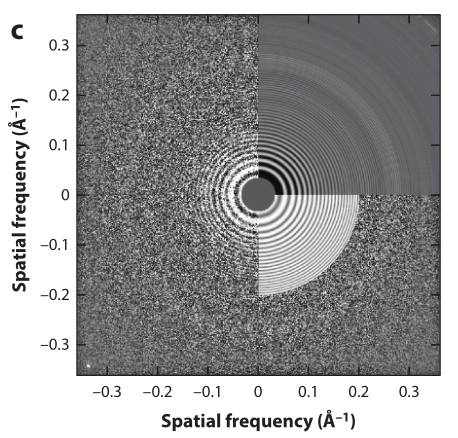 c
Spatial frequency (Å–1)
0.3
0.2
0.1
0
–0.1
–0.2
–0.3
–0.3 –0.2 –0.1 0 0.1 0.2 0.3
Spatial frequency (Å–1)